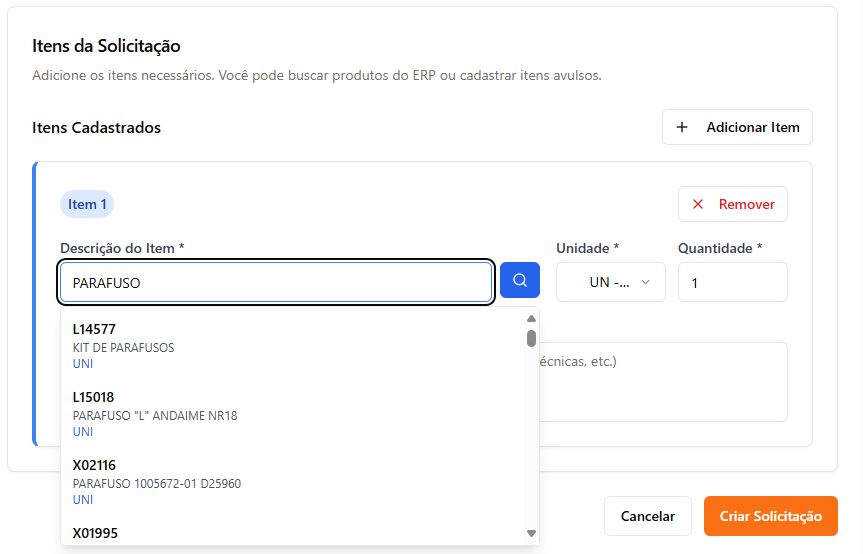 Itens da Solicitação
Adicione os itens necessários. Você pode buscar produtos do ERP ou cadastrar itens avulsos.
Itens Cadastrados
Adicionar Item
Item 1
Remover
Descrição do Item *
Unidade *
Quantidade *
PARAFUSO
UN -...
1
L14577
KIT DE PARAFUSOS
UNI
écnicas, etc.)
L15018
PARAFUSO "L" ANDAIME NR18
UNI
X02116
PARAFUSO 1005672-01 D25960
UNI
X01995
Cancelar
Criar Solicitação